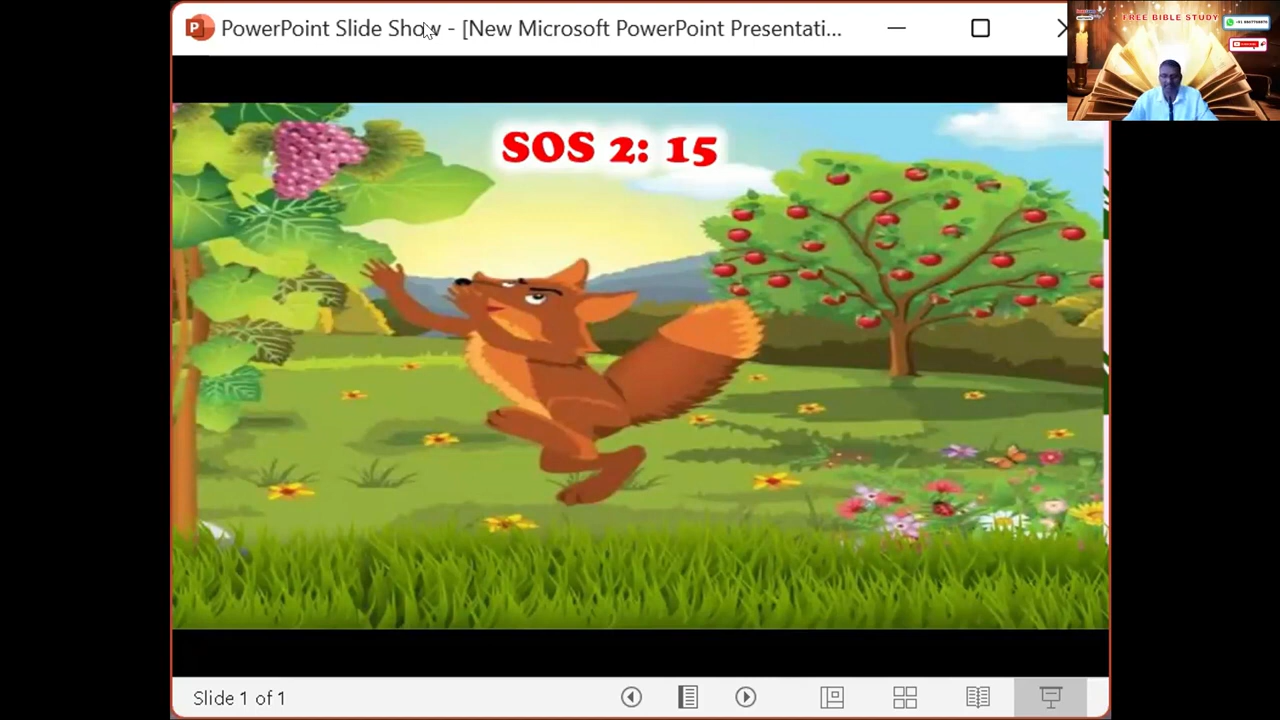 PowerPoint Slide Show - [New Microsoft PowerPoint Presentati...
FREE BIBLE STUDY
SOS 2: 15
Slide 1 of 1